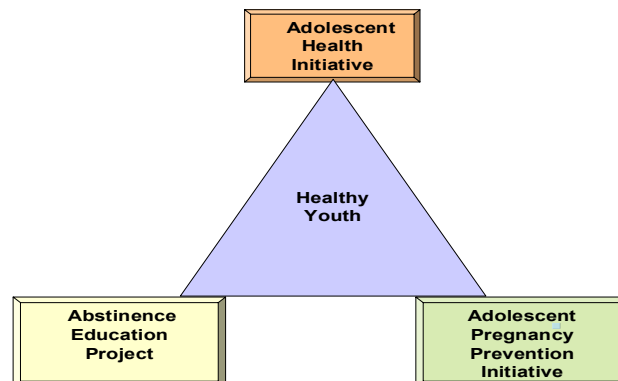 Adolescent
Health
Initiative
Healthy
Youth
Abstinence
Education
Project
Adolescent
Pregnancy
Prevention
Initiative